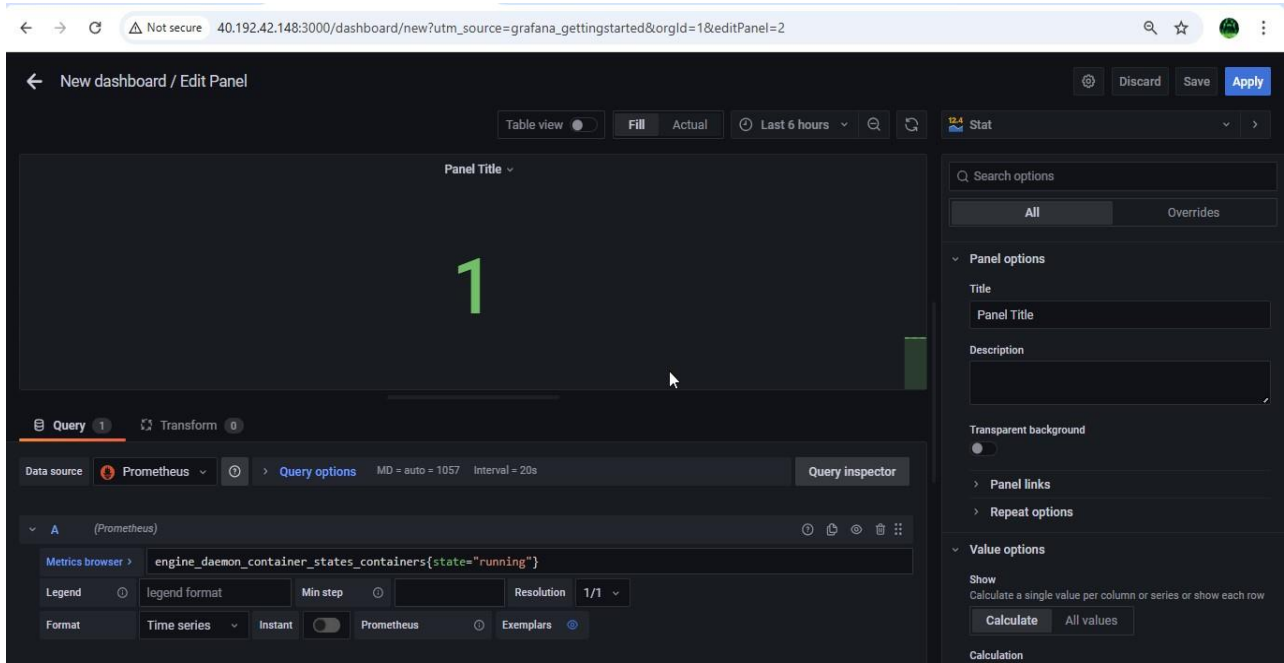 Not secure 40.192.42.148:3000/dashboard/new?utm_source=grafana_gettingstarted&orgId=1&editPanel=2
New dashboard / Edit Panel
Discard Save Apply
Table view Fill Actual Last 6 hours
12.4 Stat
Panel Title
1
Search options
All Overrides
Panel options
Title
Panel Title
Description
Transparent background
Panel links
Repeat options
Value options
Show
Calculate a single value per column or series or show each row
Calculate All values
Calculation
Query 1 Transform 0
Data source Prometheus Query options MD = auto = 1057 Interval = 20s Query inspector
A (Prometheus)
Metrics browser > engine_daemon_container_states_containers{state="running"}
Legend legend format Min step Resolution 1/1
Format Time series Instant Prometheus Exemplars